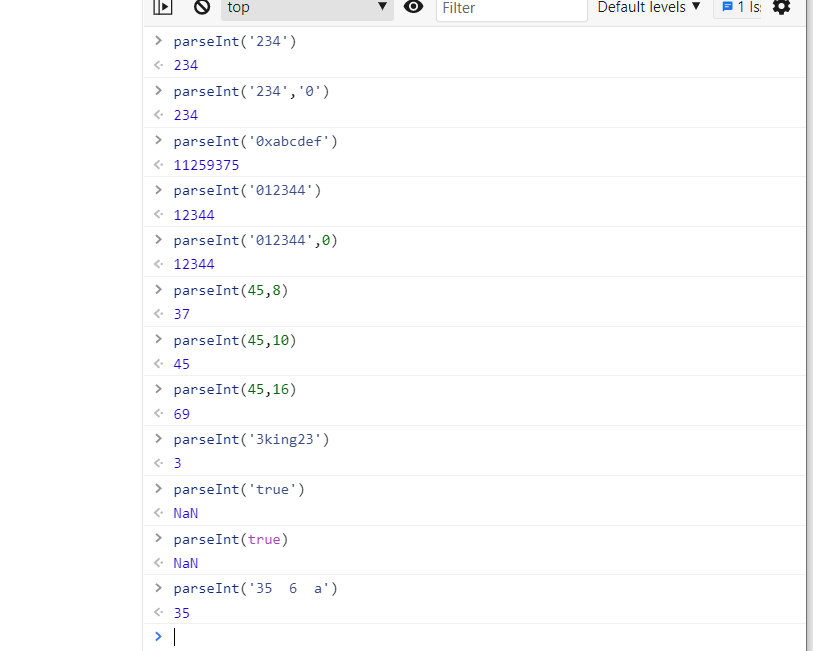 top ▼ Filter Default levels ▼ 1 Is
> parseInt('234')
<· 234
> parseInt('234','0')
<· 234
> parseInt('0xabcdef')
<· 11259375
> parseInt('012344')
<· 12344
> parseInt('012344',0)
<· 12344
> parseInt(45,8)
<· 37
> parseInt(45,10)
<· 45
> parseInt(45,16)
<· 69
> parseInt('3king23')
<· 3
> parseInt('true')
<· NaN
> parseInt(true)
<· NaN
> parseInt('35  6  a')
<· 35
>